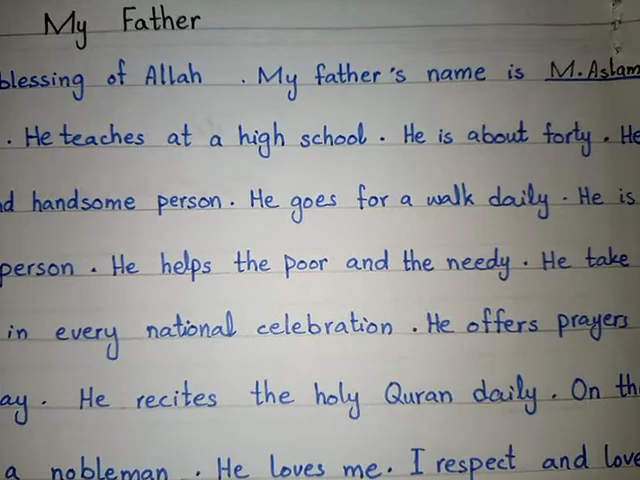 My Father
blessing of Allah . My father's name is M. Aslam
. He teaches at a high school . He is about forty . He
handsome person . He goes for a walk daily . He is
person . He helps the poor and the needy . He take
in every national celebration . He offers prayers
. He recites the holy Quran daily . On
a nobleman . He loves me . I respect and love